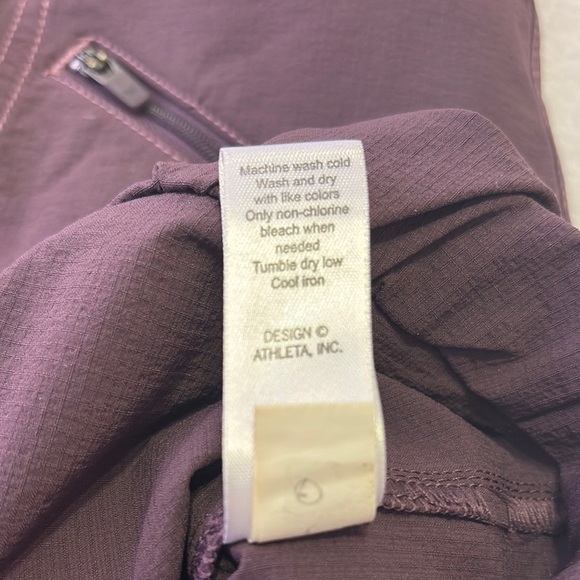 Machine wash cold
Wash and dry
with like colors
Only non-chlorine
bleach when
needed
Tumble dry low
Cool iron
DESIGN ©
ATHLETA, INC.